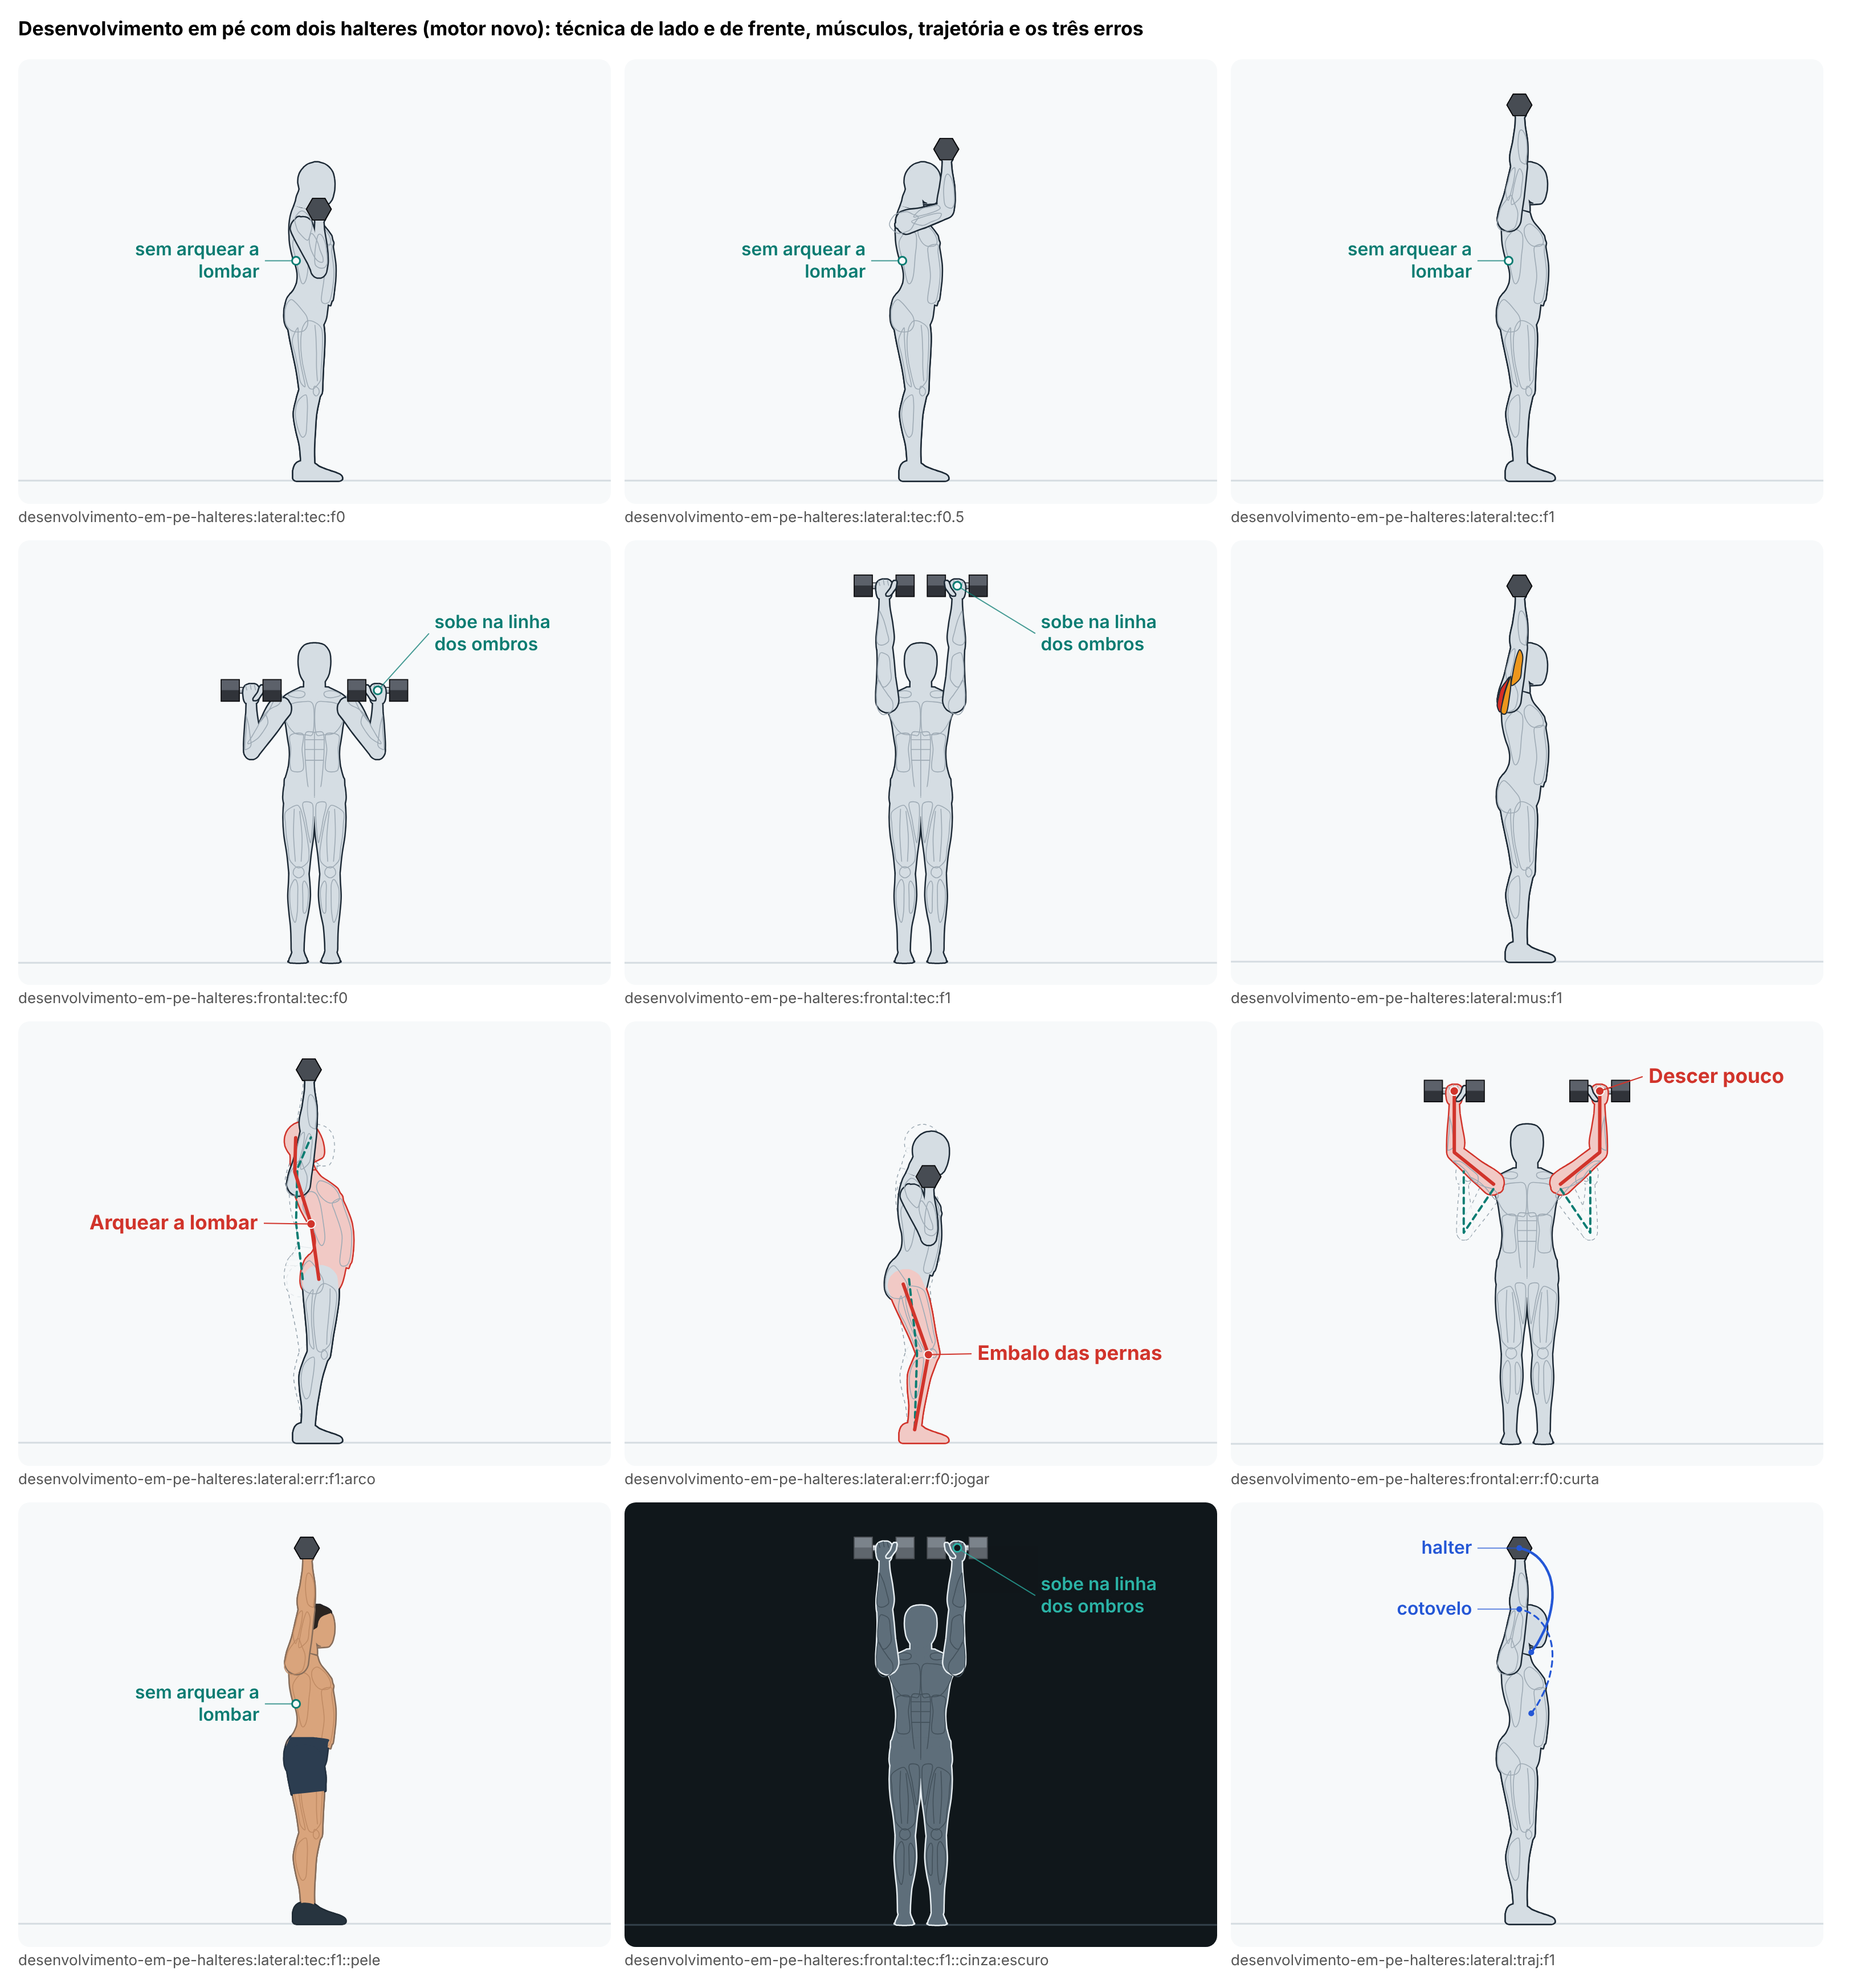 Desenvolvimento em pé com dois halteres (motor novo): técnica de lado e de frente, músculos, trajetória e os três erros
sem arquear a
lombar
sem arquear a
lombar
sem arquear a
lombar
desenvolvimento-em-pe-halteres:lateral:tec:f0
desenvolvimento-em-pe-halteres:lateral:tec:f0.5
desenvolvimento-em-pe-halteres:lateral:tec:f1
sobe na linha
dos ombros
sobe na linha
dos ombros
desenvolvimento-em-pe-halteres:frontal:tec:f0
desenvolvimento-em-pe-halteres:frontal:tec:f1
desenvolvimento-em-pe-halteres:lateral:mus:f1
Arquear a lombar
Embalo das pernas
Descer pouco
desenvolvimento-em-pe-halteres:lateral:err:f1:arco
desenvolvimento-em-pe-halteres:lateral:err:f0:jogar
desenvolvimento-em-pe-halteres:frontal:err:f0:curta
sem arquear a
lombar
sobe na linha
dos ombros
halter
cotovelo
desenvolvimento-em-pe-halteres:lateral:tec:f1::pele
desenvolvimento-em-pe-halteres:frontal:tec:f1::cinza:escuro
desenvolvimento-em-pe-halteres:lateral:traj:f1